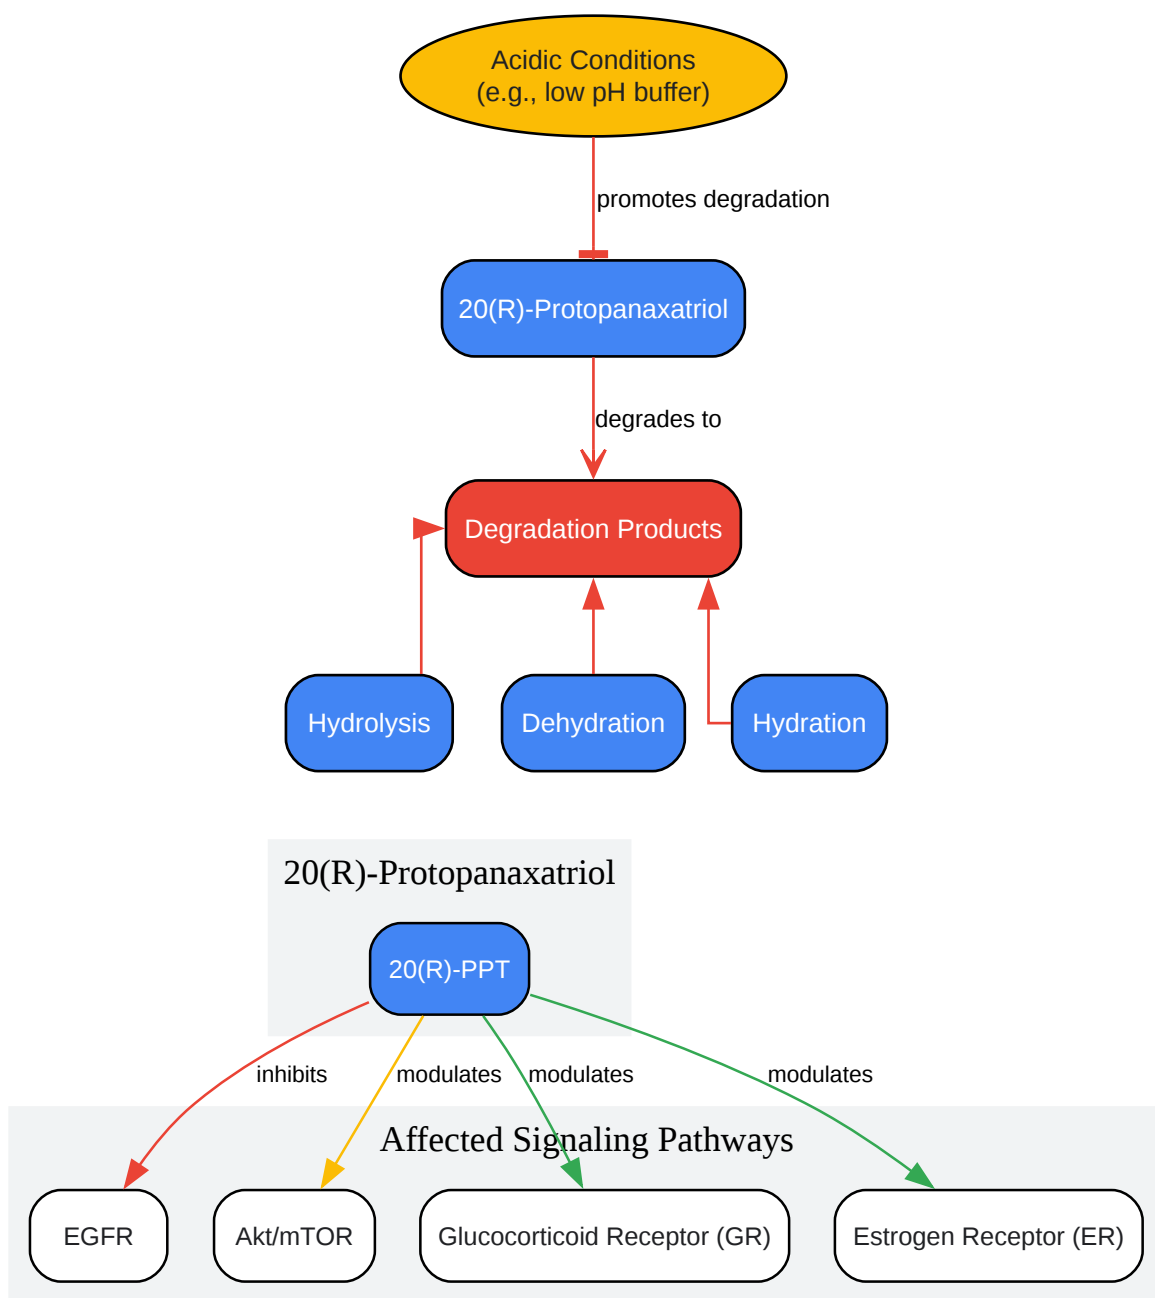 Acidic Conditions
(e.g., low pH buffer)
promotes degradation
20(R)-Protopanaxatriol
degrades to
Degradation Products
Hydrolysis
Dehydration
Hydration
20(R)-Protopanaxatriol
20(R)-PPT
inhibits
modulates
modulates
modulates
Affected Signaling Pathways
EGFR
Akt/mTOR
Glucocorticoid Receptor (GR)
Estrogen Receptor (ER)